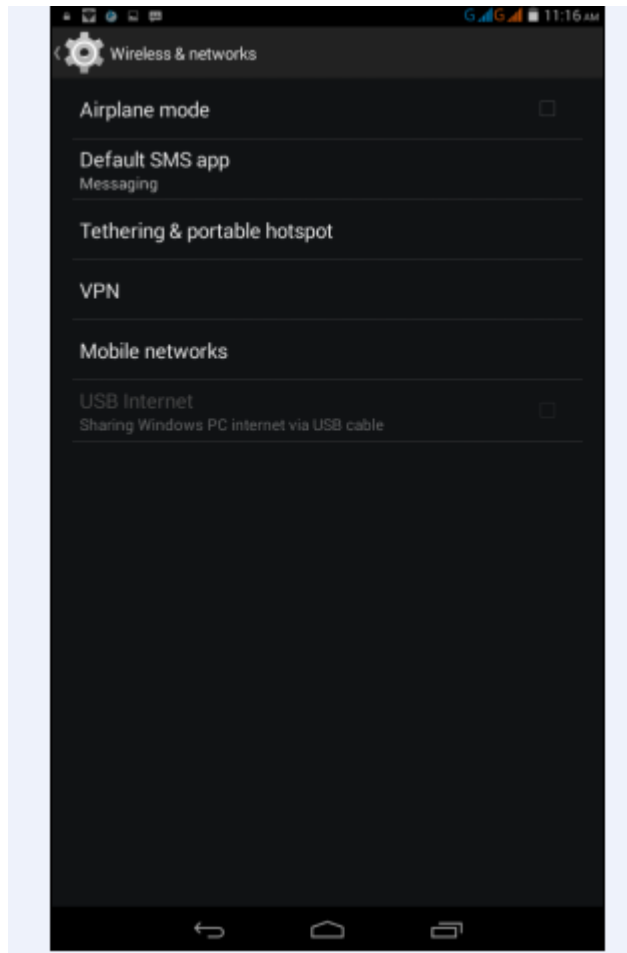 G G 11:16 AM
Wireless & networks
Airplane mode
Default SMS app
Messaging
Tethering & portable hotspot
VPN
Mobile networks
USB Internet
Sharing Windows PC internet via USB cable